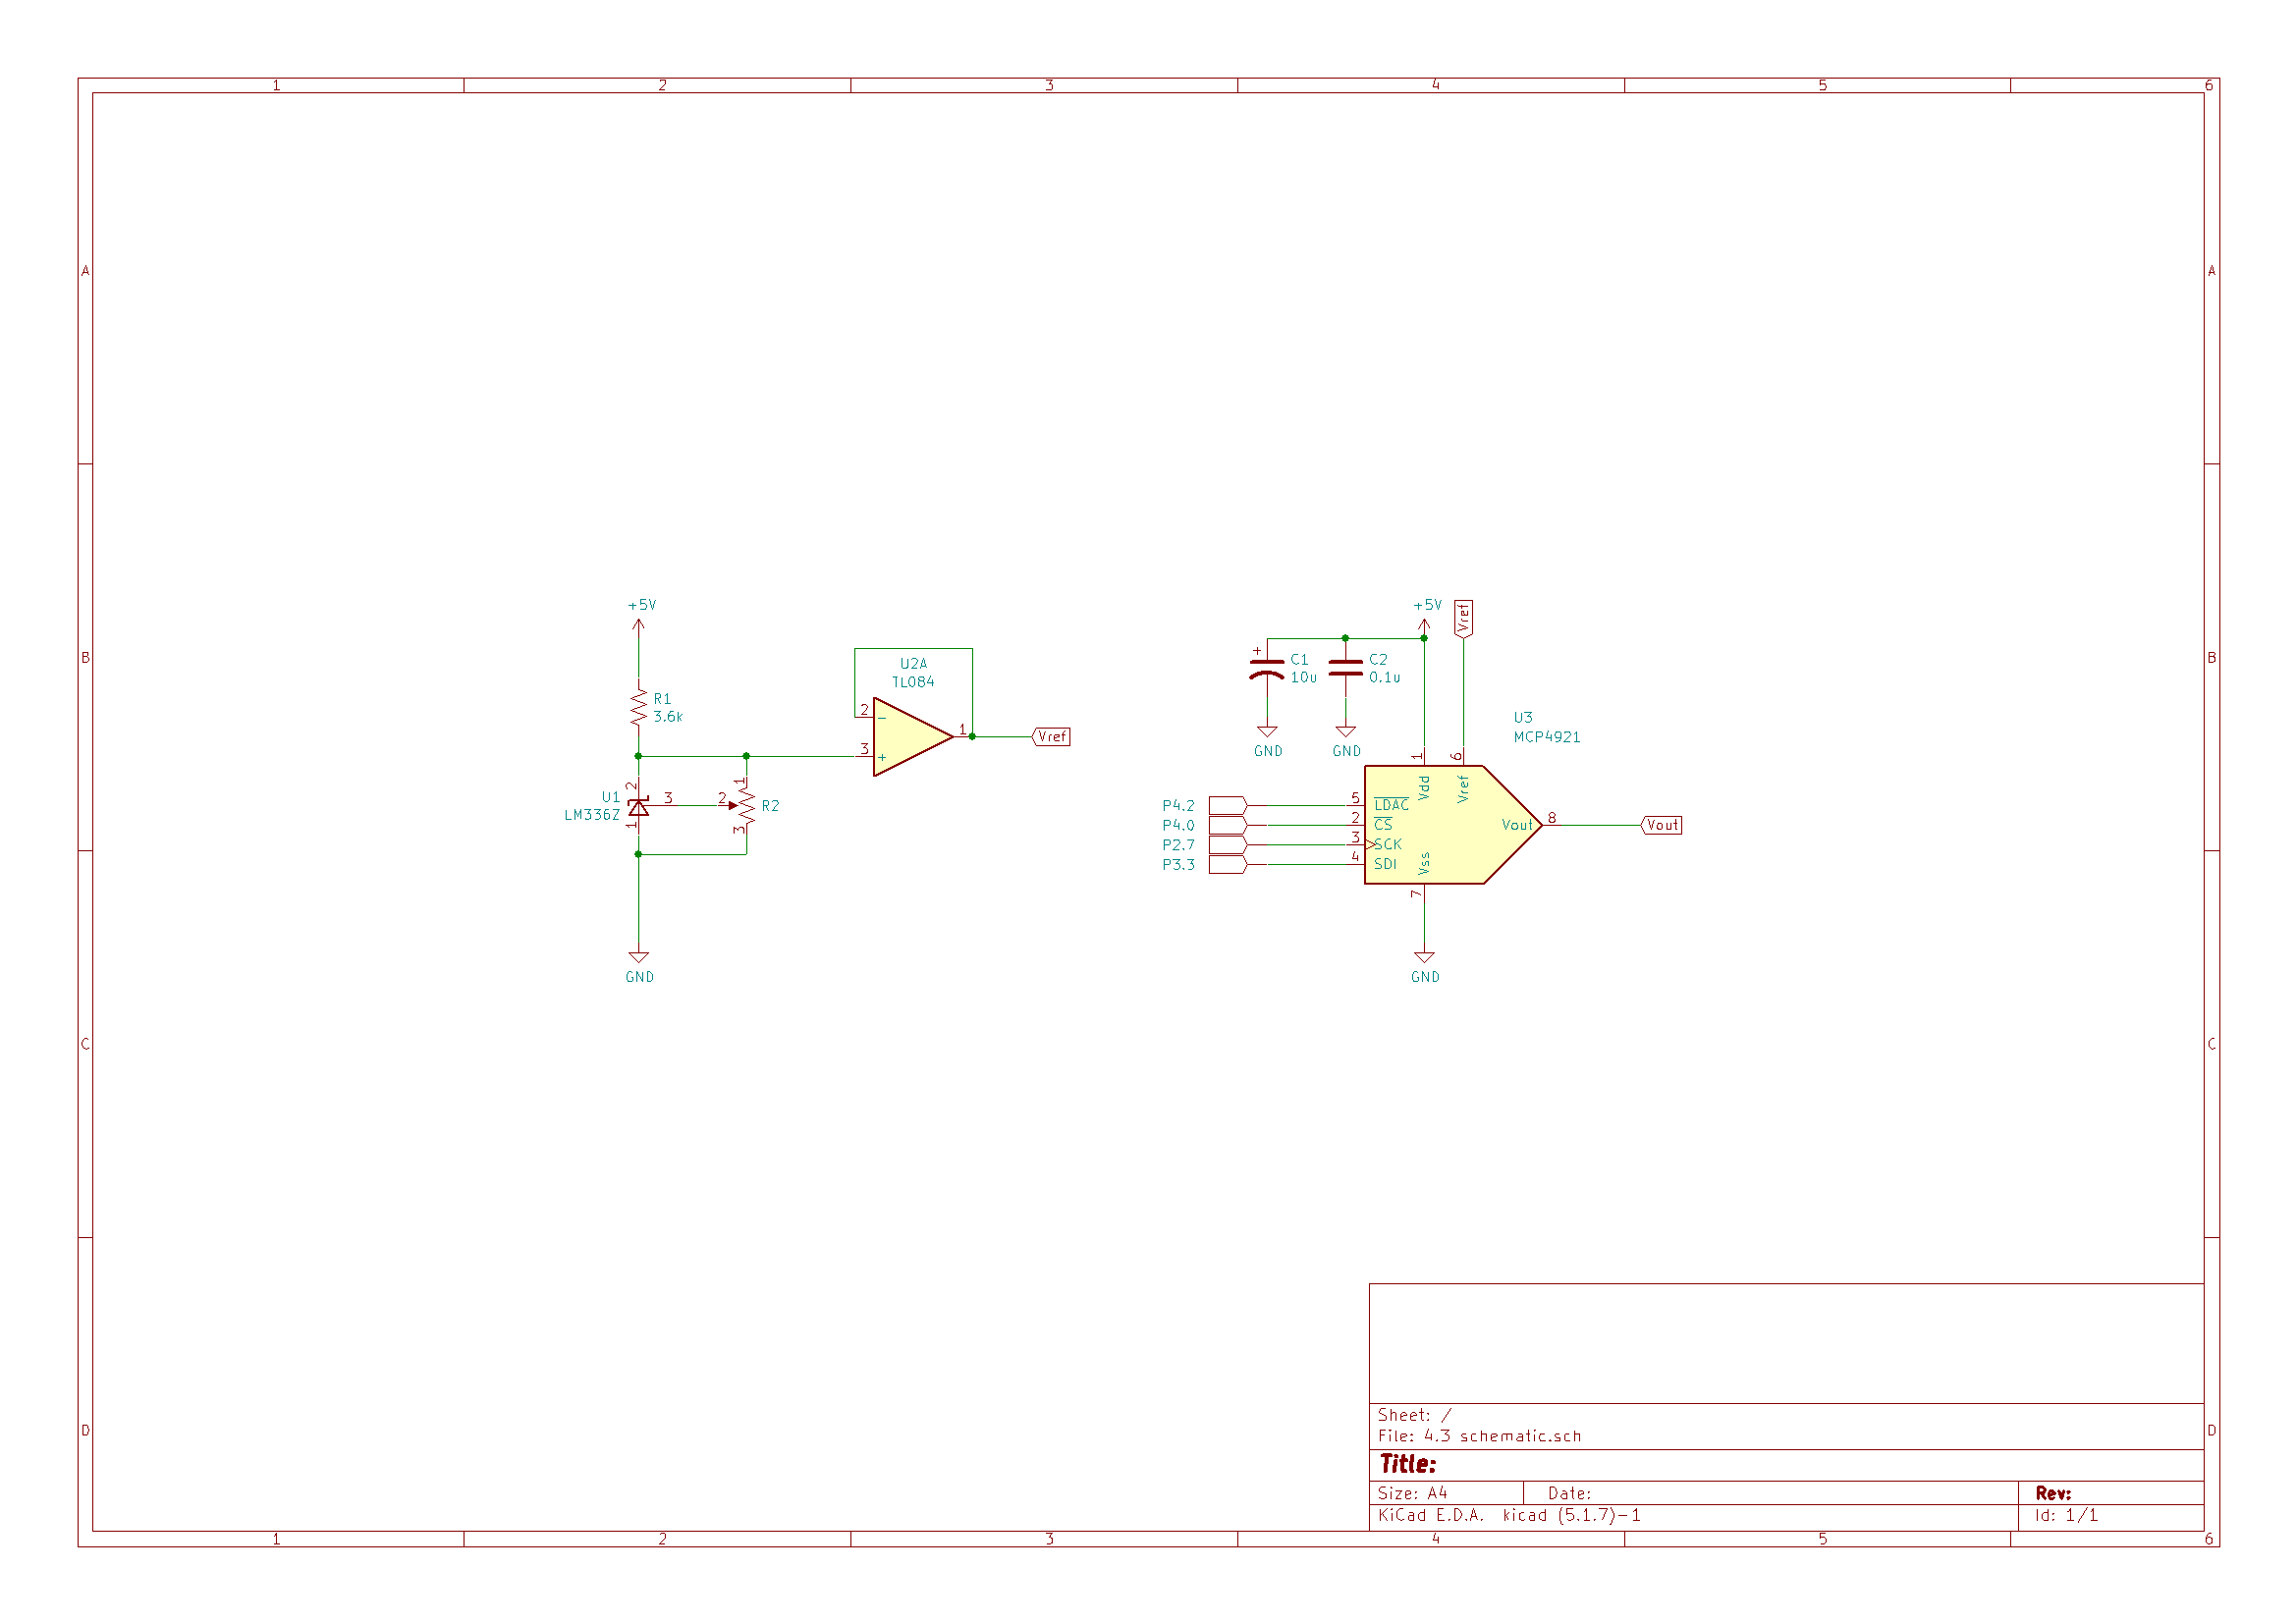 1 2 3 4 5 6
A A
+5V
R1
3.6k
U1
LM336Z
2
3
1
2
1
3
R2
GND
U2A
TL084
2
-
3
+
1
Vref
+5V
Vref
+
C1
10u
C2
0.1u
GND
GND
U3
MCP4921
1
6
Vdd
Vref
P4.2
5
LDAC
P4.0
2
CS
P2.7
3
SCK
P3.3
4
SDI
Vss
7
Vout
8
Vout
GND
B B
C C
D D
Sheet: /
File: 4.3 schematic.sch
Title:
Size: A4 Date: Rev:
KiCad E.D.A. kicad (5.1.7)-1 Id: 1/1
1 2 3 4 5 6